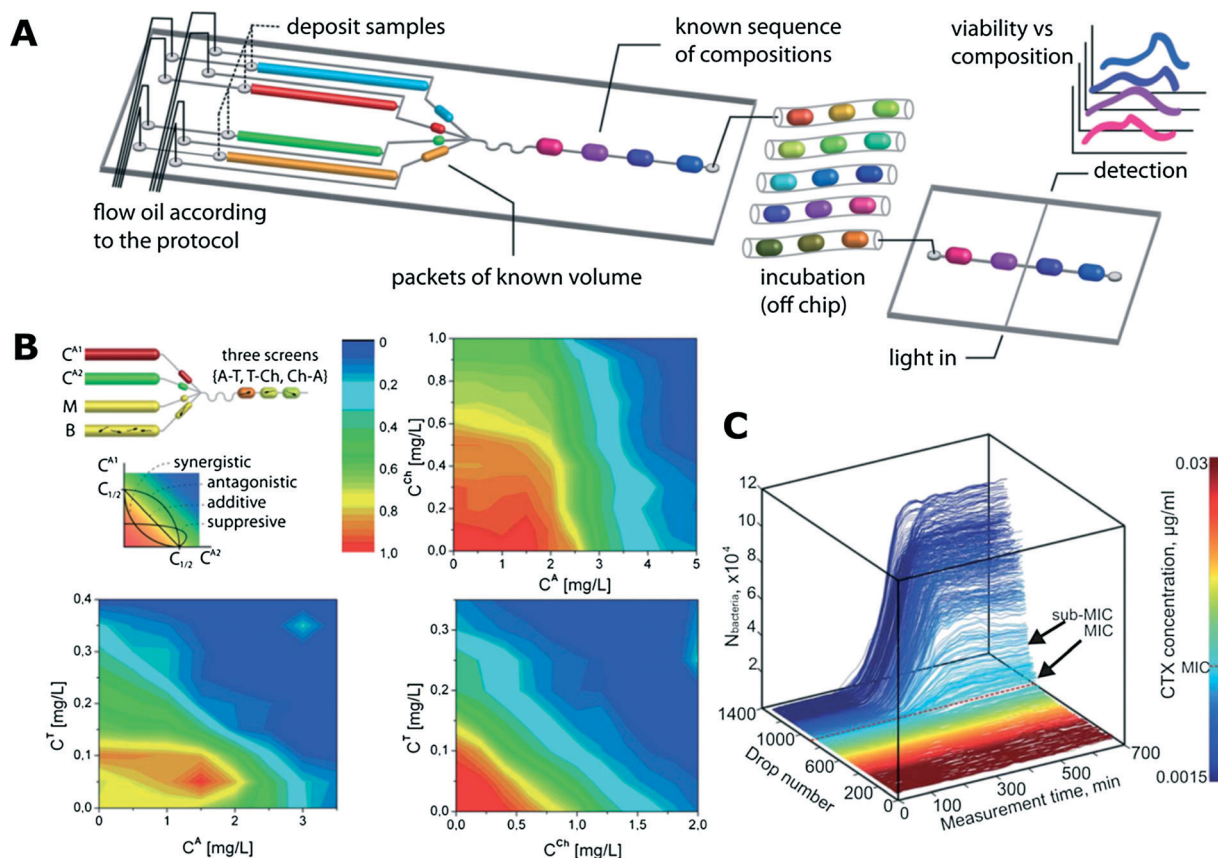 A
deposit samples
known sequence
of compositions
viability vs
composition
detection
flow oil according
to the protocol
packets of known volume
incubation
(off chip)
light in
B
C^A1
C^A2
M
B
three screens
{A-T, T-Ch, Ch-A}
C^A1
C_1/2
synergistic
antagonistic
additive
suppresive
C_1/2 C^A2
0
0.2
0.4
0.6
0.8
1,0
C^Ch [mg/L]
1.0
0.8
0.6
0.4
0.2
0.0
0 1 2 3 4 5
C^A [mg/L]
C^T [mg/L]
0,4
0,3
0,2
0,1
0,0
0 1 2 3
C^A [mg/L]
C^T [mg/L]
0.3
0.2
0.1
0.0
0,0 0,5 1,0 1,5 2,0
C^Ch [mg/L]
C
N_bacteria, x10^-4
12
10
8
6
4
2
1400
1000
600
200
0
Drop number
0
100
300
500
700
Measurement time, min
sub-MIC
MIC
0.03
MIC
0.0015
CTX concentration, µg/ml